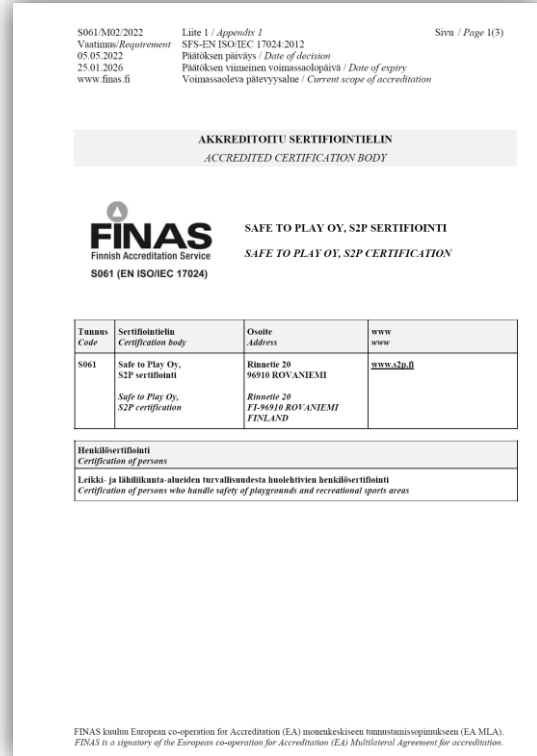 S061/M02/2022 Liite 1 / Appendix 1 Sivu / Page 1(3)
Vaatimus/Requirement SFS-EN ISO/IEC 17024:2012
05.05.2022 Päätöksen päiväys / Date of decision
25.01.2026 Päätöksen viimeinen voimassaolopäivä / Date of expiry
www.finas.fi Voimassaoleva pätevyysalue / Current scope of accreditation
AKKREDITOITU SERTIFIOINTIELIN
ACCREDITED CERTIFICATION BODY
FINAS
Finnish Accreditation Service
S061 (EN ISO/IEC 17024)
SAFE TO PLAY OY, S2P SERTIFIOINTI
SAFE TO PLAY OY, S2P CERTIFICATION
Tunnus Sertifiointielin Osoite www
Code Certification body Address www
S061 Safe to Play Oy, Rinnetie 20 www.s2p.fi
S2P sertifiointi 96910 ROVANIEMI
Safe to Play Oy, Rinnetie 20
S2P certification FI-96910 ROVANIEMI
FINLAND
Henkilösertifiointi
Certification of persons
Leikki- ja lähiliikunta-alueiden turvallisuudesta huolehtivien henkilösertifiointi
Certification of persons who handle safety of playgrounds and recreational sports areas
FINAS kuuluu European co-operation for Accreditation (EA) monenkeskiseen tunnustamissopimukseen (EA MLA).
FINAS is a signatory of the European co-operation for Accreditation (EA) Multilateral Agreement for accreditation.